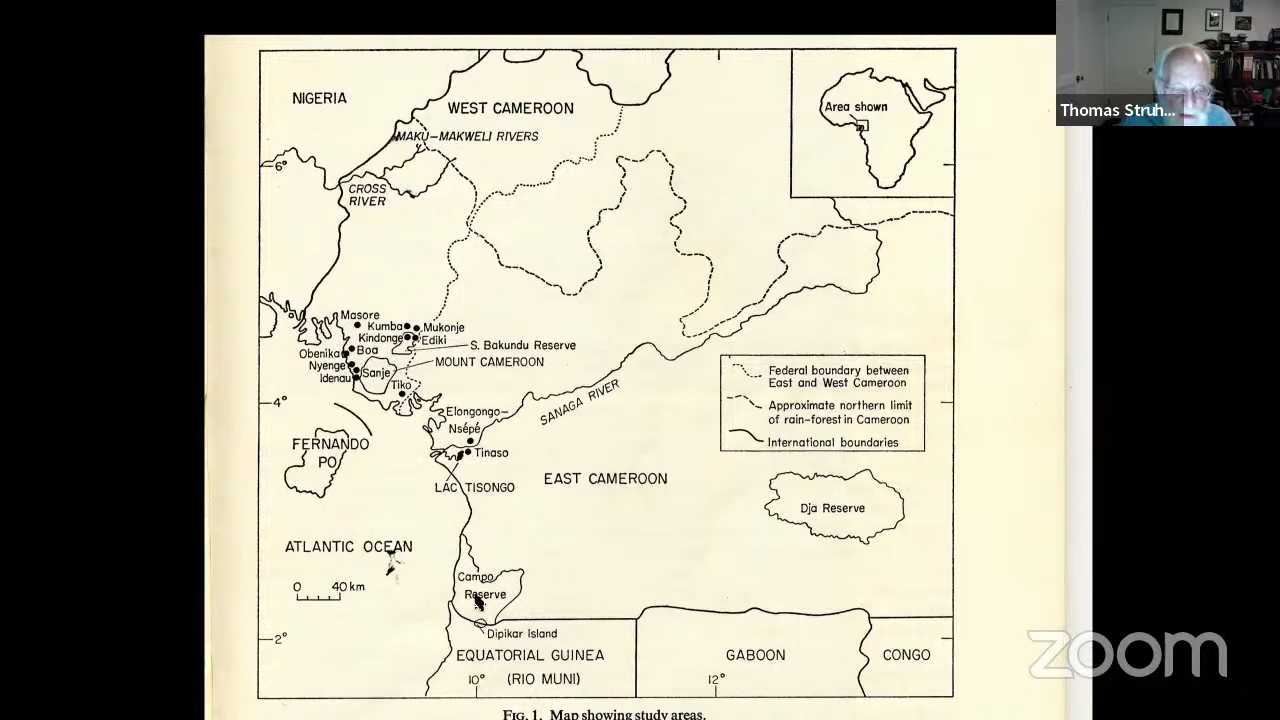 NIGERIA
WEST CAMEROON
MAKU–MAKWELI RIVERS
Area shown
Thomas Struh...
6°
CROSS
RIVER
Masore
Kumba
Mukonje
Kindonge
Ediki
S. Bakundu Reserve
Obenika
Boa
Nyenge
MOUNT CAMEROON
Sanje
Idenau
Tiko
Federal boundary between
East and West Cameroon
Approximate northern limit
of rain-forest in Cameroon
International boundaries
4°
SANAGA RIVER
Elongongo–
Nsépé
FERNANDO
PO
Tinaso
LAC TISONGO
EAST CAMEROON
Dja Reserve
ATLANTIC OCEAN
0 40 km
Campo
Reserve
Dipikar Island
2°
EQUATORIAL GUINEA
(RIO MUNI)
GABOON
CONGO
10°
12°
zoom
FIG. 1. Map showing study areas.